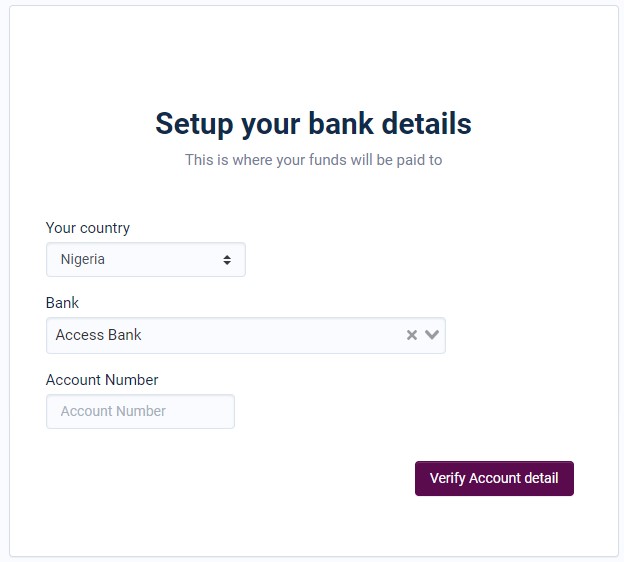 Setup your bank details
This is where your funds will be paid to
Your country
Nigeria
Bank
Access Bank
Account Number
Account Number
Verify Account detail